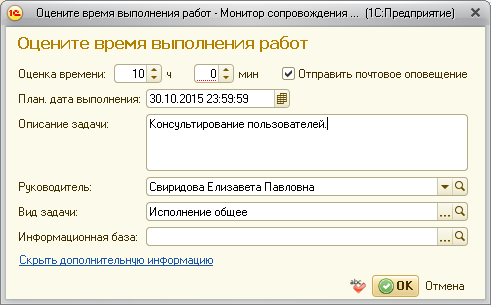 Оцените время выполнения работ - Монитор сопровождения ... (1С:Предприятие)
Оцените время выполнения работ
Оценка времени: 10 ч 0 мин Отправить почтовое оповещение
План. дата выполнения: 30.10.2015 23:59:59
Описание задачи: Консультирование пользователей.
Руководитель: Свиридова Елизавета Павловна
Вид задачи: Исполнение общее ...
Информационная база: ...
Скрыть дополнительную информацию
ОК Отмена